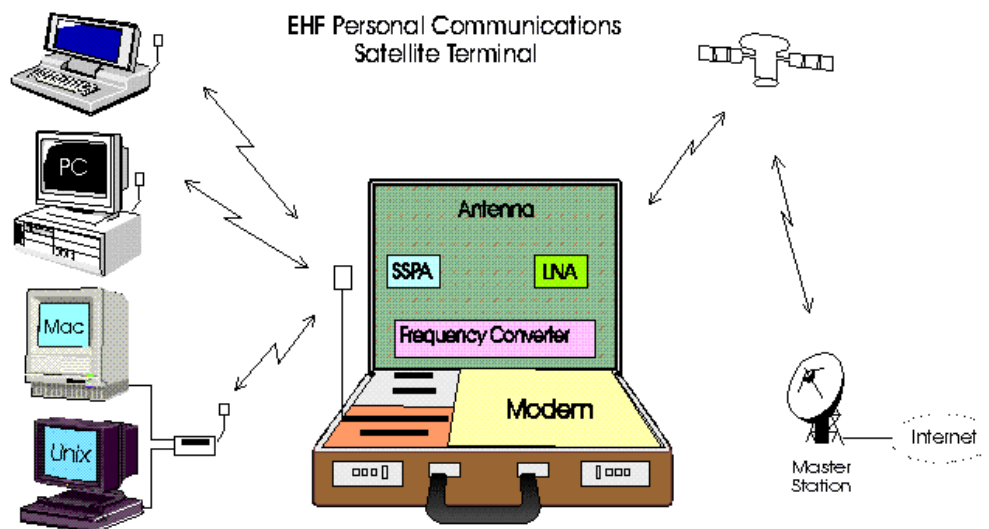 EHF Personal Communications
Satellite Terminal
PC
Antenna
SSPA
LNA
Mac
Frequency Converter
Modem
Unix
Internet
Master
Station